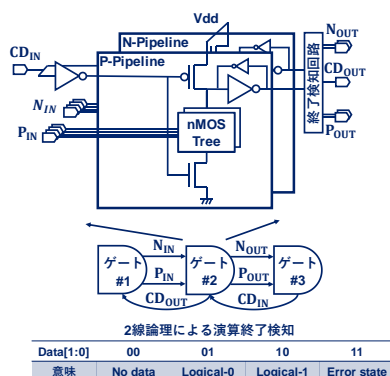 Vdd
N-Pipeline
P-Pipeline
CD_IN
N_IN
P_IN
nMOS
Tree
終了検知回路
N_OUT
CD_OUT
P_OUT
ゲート
#1
N_IN
P_IN
CD_OUT
ゲート
#2
N_OUT
P_OUT
CD_IN
ゲート
#3
2線論理による演算終了検知
Data[1:0] 00 01 10 11
意味 No data Logical-0 Logical-1 Error state